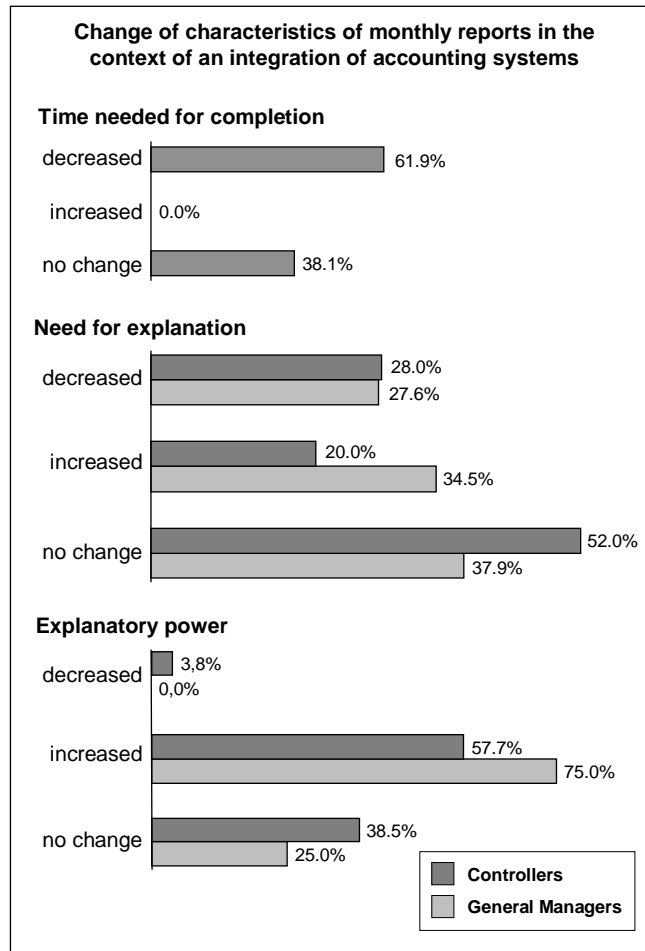 Change of characteristics of monthly reports in the
context of an integration of accounting systems
Time needed for completion
decreased
61.9%
increased
0.0%
no change
38.1%
Need for explanation
decreased
28.0%
27.6%
increased
20.0%
34.5%
no change
52.0%
37.9%
Explanatory power
decreased
3,8%
0,0%
increased
57.7%
75.0%
no change
38.5%
25.0%
Controllers
General Managers